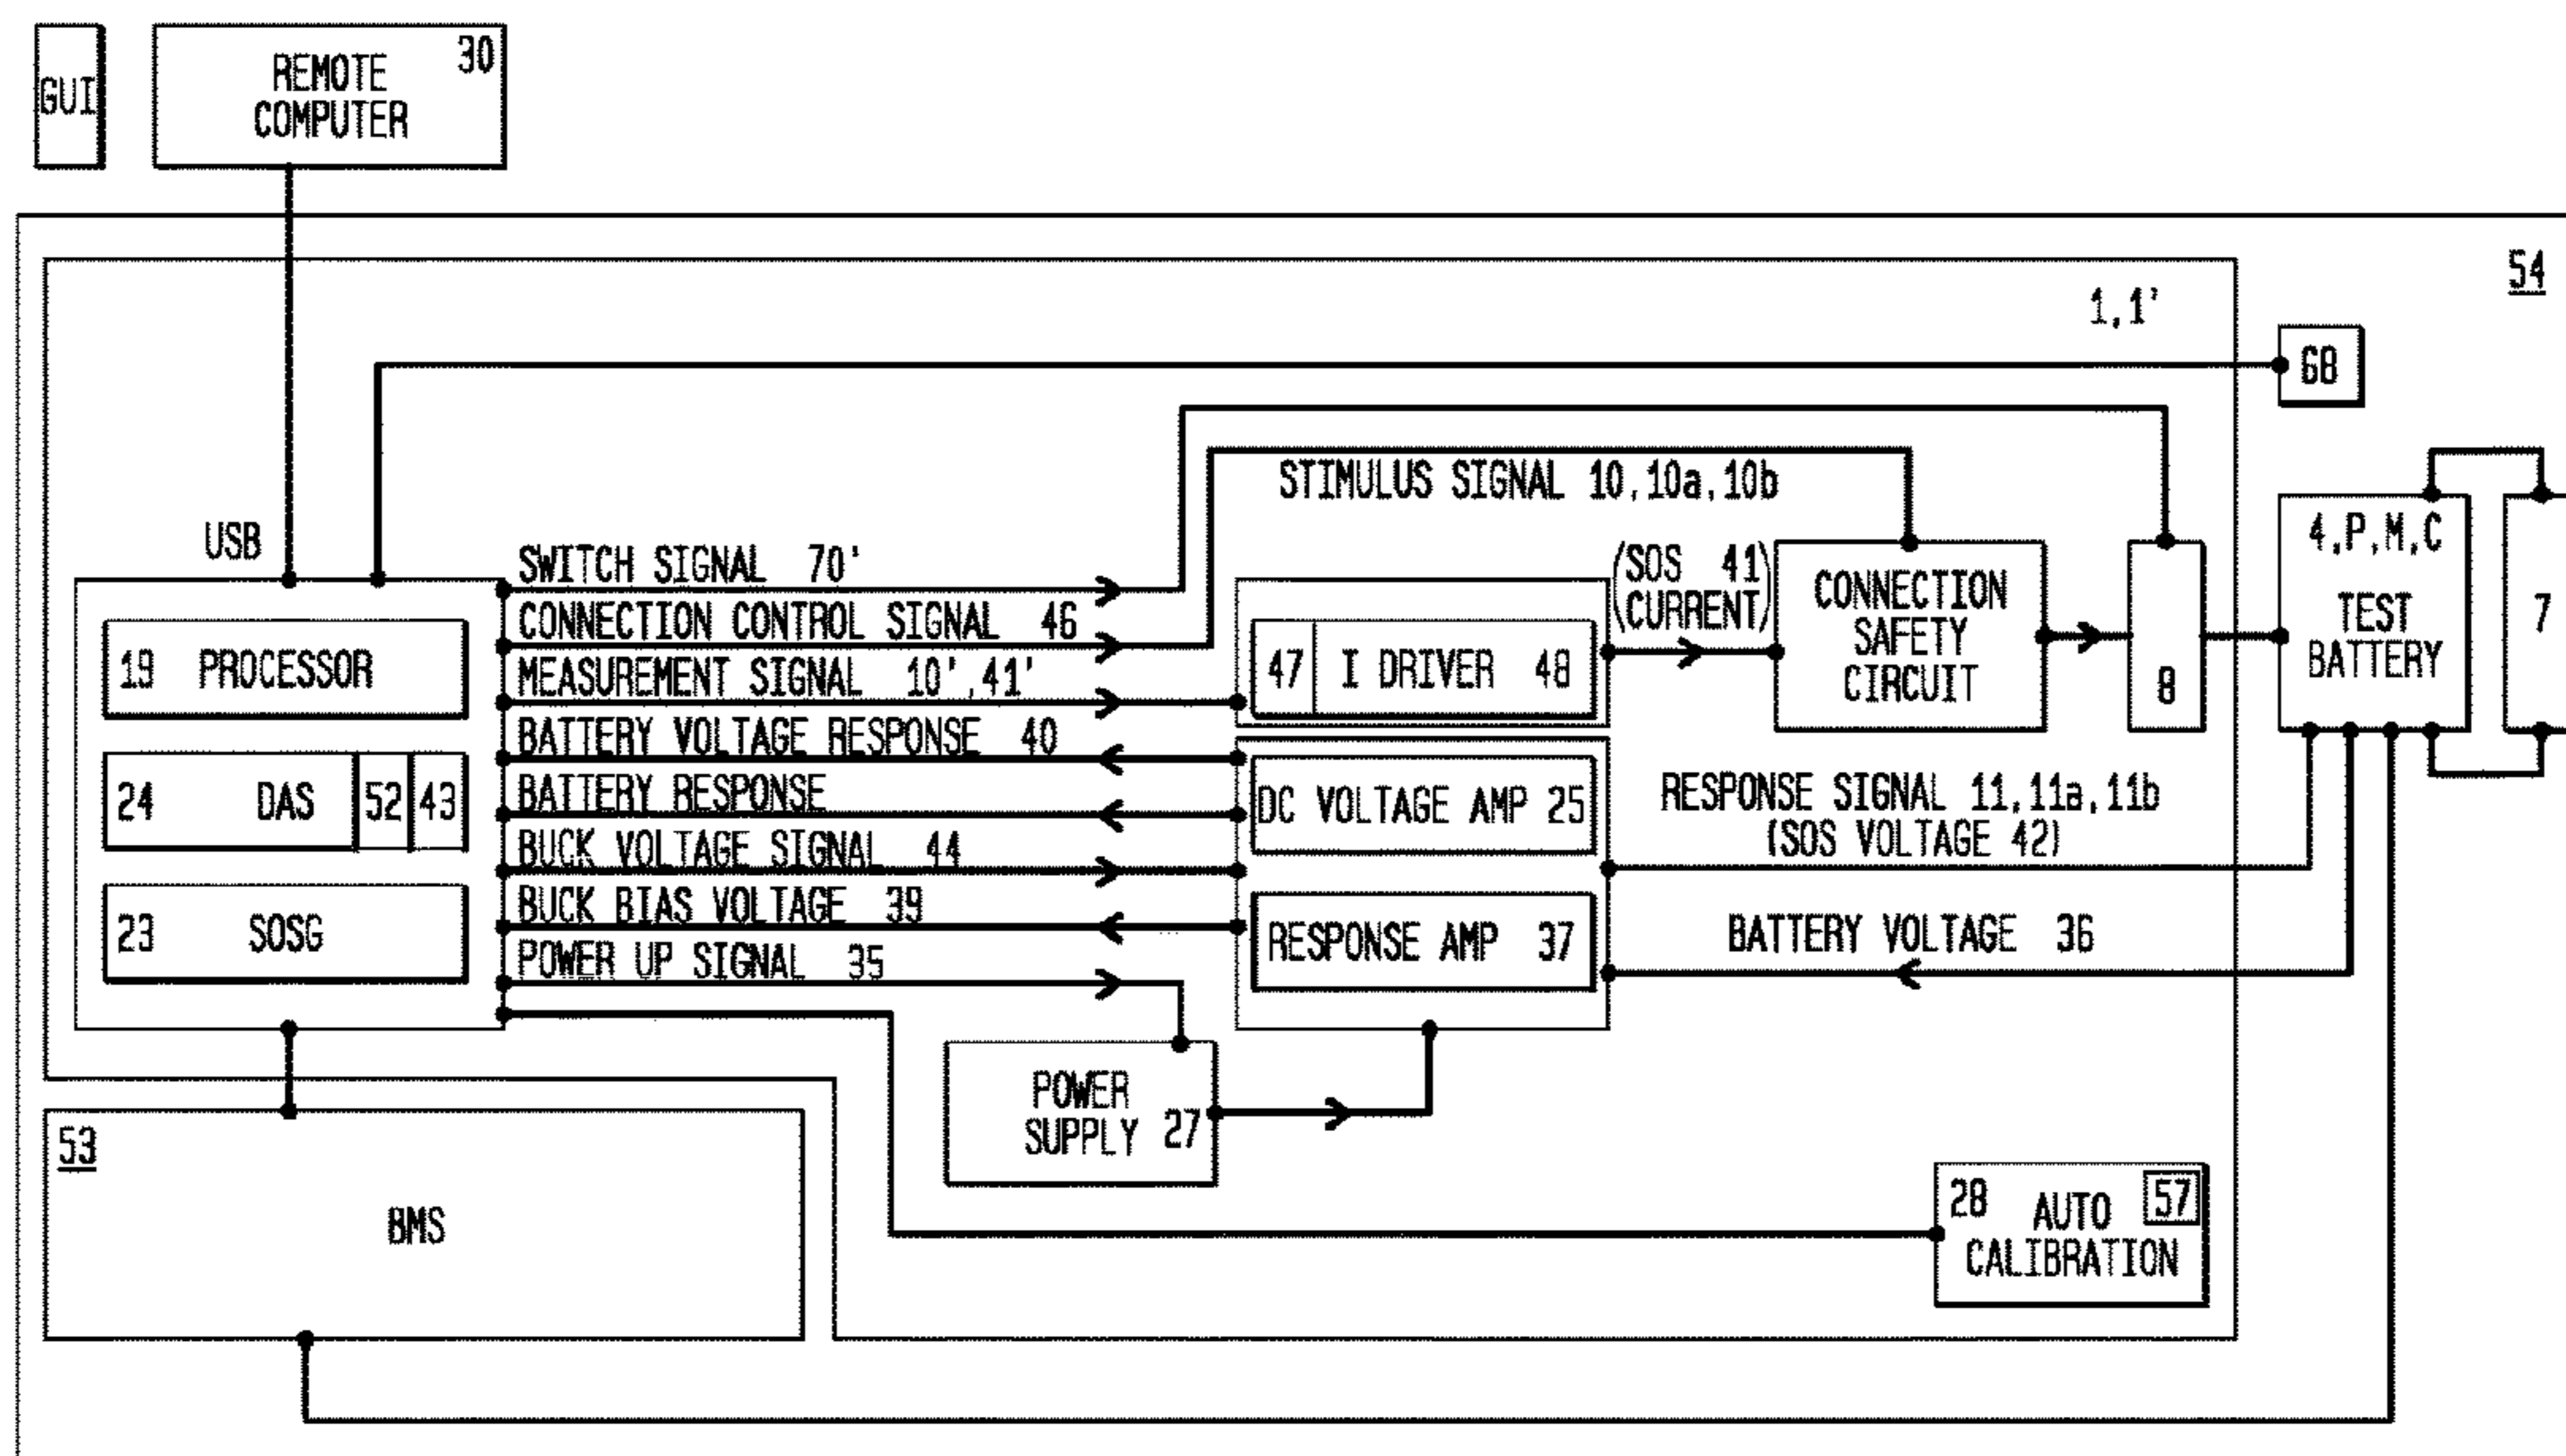 GUI
REMOTE 30
COMPUTER
54
1,1'
68
STIMULUS SIGNAL 10,10a,10b
USB
SWITCH SIGNAL 70'
CONNECTION CONTROL SIGNAL 46
MEASUREMENT SIGNAL 10',41'
BATTERY VOLTAGE RESPONSE 40
BATTERY RESPONSE
BUCK VOLTAGE SIGNAL 44
BUCK BIAS VOLTAGE 39
POWER UP SIGNAL 35
19 PROCESSOR
24 DAS 52 43
23 SOSG
47 I DRIVER 48
(SOS 41
CURRENT)
CONNECTION
SAFETY
CIRCUIT
8
4,P,M,C
TEST
BATTERY
7
DC VOLTAGE AMP 25
RESPONSE AMP 37
RESPONSE SIGNAL 11,11a,11b
(SOS VOLTAGE 42)
BATTERY VOLTAGE 36
POWER
SUPPLY 27
53
BMS
28 AUTO 57
CALIBRATION